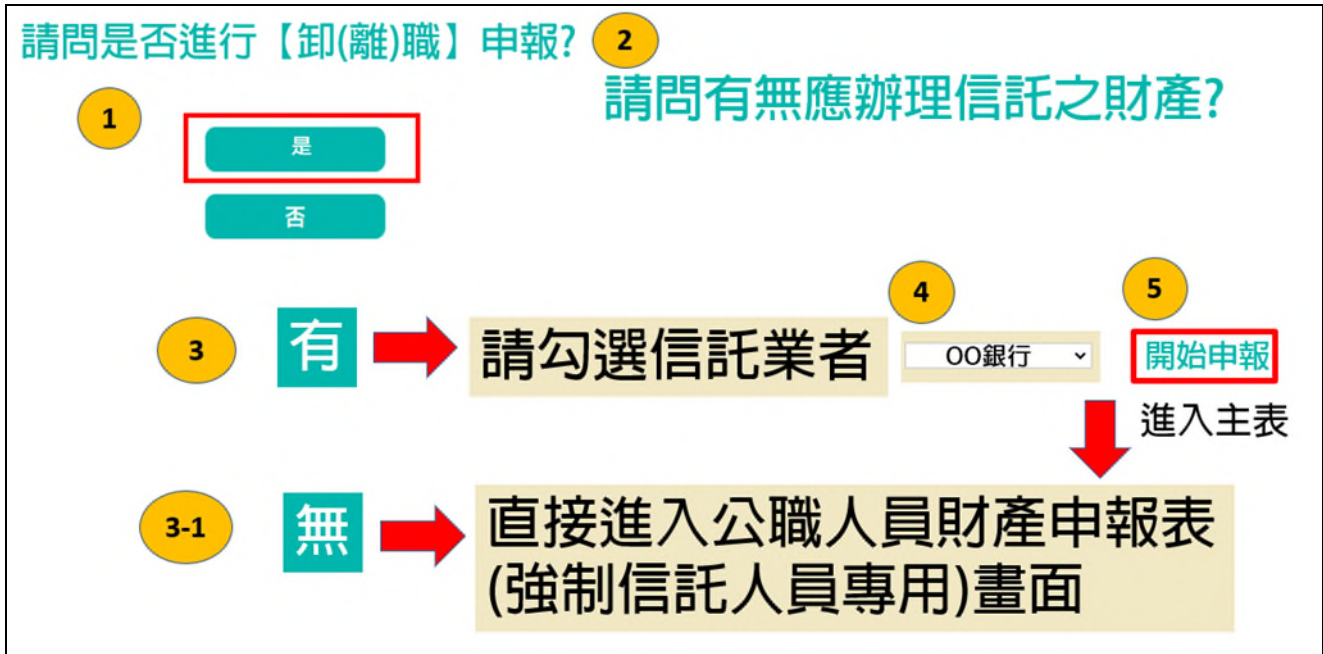 請問是否進行【卸(離)職】申報?
2
請問有無應辦理信託之財產?
1
是
否
3
有
請勾選信託業者
4
OO銀行
5
開始申報
進入主表
3-1
無
直接進入公職人員財產申報表
(強制信託人員專用)畫面